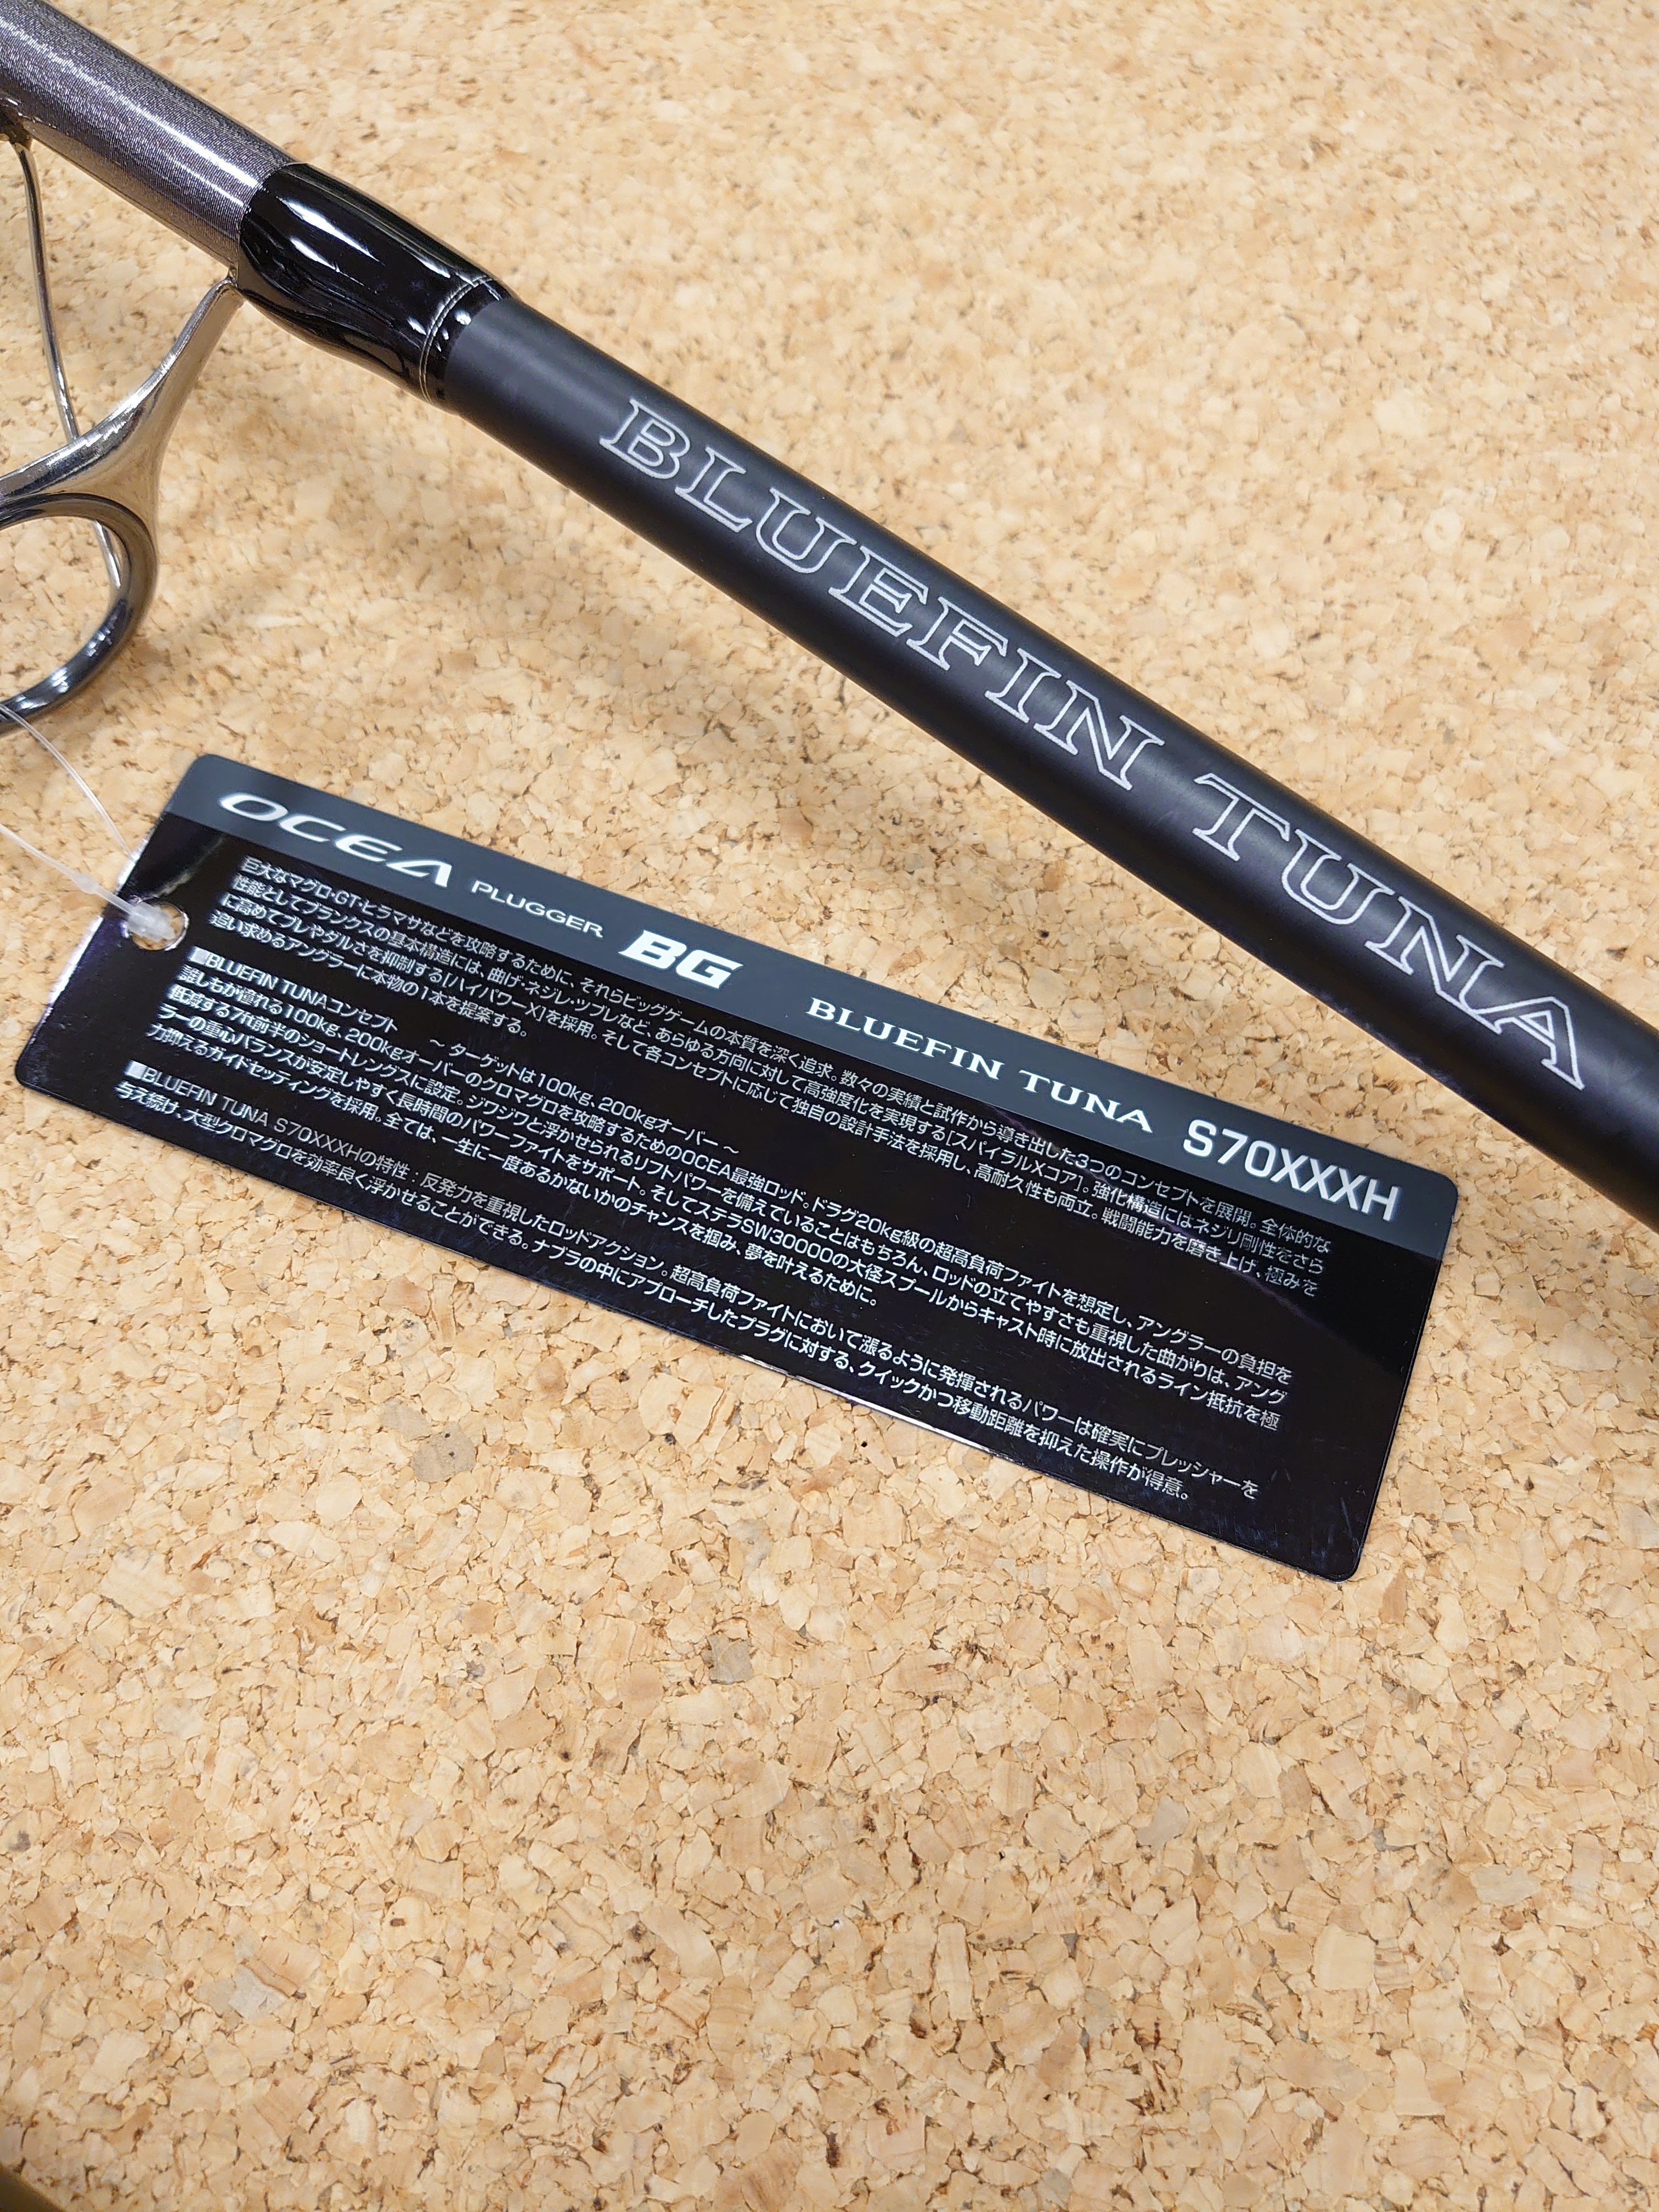 BLUEFIN TUNA
OCEA PLUGGER BG BLUEFIN TUNA S70XXXH
巨大なマグロ・GT・ヒラマサなどを攻略するために、それらビッグゲームの本質を深く追求。数々の実績と試作から導き出した3つのコンセプトを展開。全体的な
性能としてブランクスの基本構造には、曲げ・ネジレ・ツブレなど、あらゆる方向に対して高強度化を実現する[スパイラルXコア]。強化構造にはネジリ剛性をさら
に高めてブレやダルさを抑制する[ハイパワーX]を採用。そして各コンセプトに応じて独自の設計手法を採用し、高耐久性も両立。戦闘能力を磨き上げ、極みを
追い求めるアングラーに本物の1本を提案する。
■BLUEFIN TUNAコンセプト ～ ターゲットは100kg、200kgオーバー ～
誰しもが憧れる100kg、200kgオーバーのクロマグロを攻略するためのOCEA最強ロッド。ドラグ20kg級の超高負荷ファイトを想定し、アングラーの負担を
低減する7ft前半のショートレングスに設定。ジワジワと浮かせられるリフトパワーを備えていることはもちろん、ロッドの立てやすさも重視した曲がりは、アング
ラーの重心バランスが安定しやすく長時間のパワーファイトをサポート。そしてステラSW30000の大径スプールからキャスト時に放出されるライン抵抗を極
力抑えるガイドセッティングを採用。全ては、一生に一度あるかないかのチャンスを掴み、夢を叶えるために。
■BLUEFIN TUNA S70XXXHの特性：反発力を重視したロッドアクション。超高負荷ファイトにおいて漲るように発揮されるパワーは確実にプレッシャーを
与え続け、大型クロマグロを効率良く浮かせることができる。ナブラの中にアプローチしたプラグに対する、クイックかつ移動距離を抑えた操作が得意。